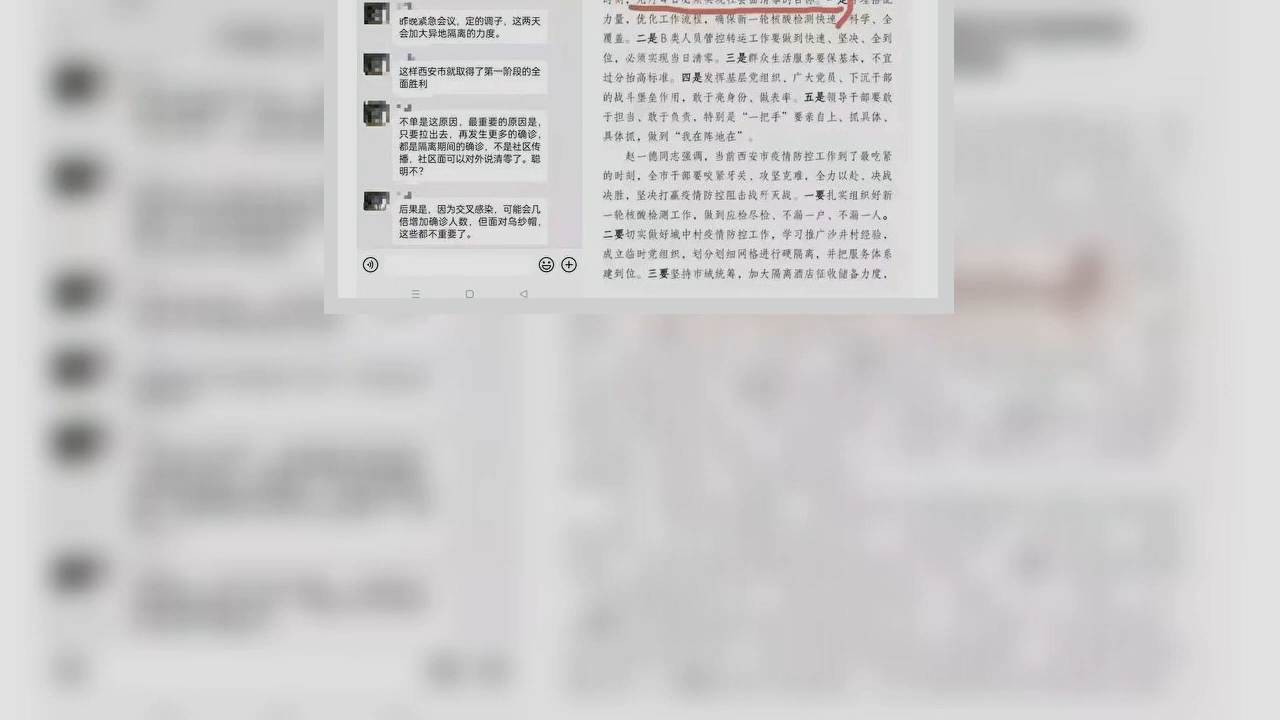 昨晚紧急会议，定的调子，这两天
会加大异地隔离的力度。
这样西安市就取得了第一阶段的全
面胜利
不单是这原因，最重要的原因是，
只要拉出去，再发生更多的确诊，
都是隔离期间的确诊，不是社区传
播，社区面可以对外说清零了。聪
明不？
后果是，因为交叉感染，可能会几
倍增加确诊人数，但面对乌纱帽，
这些都不重要了。
力量，优化工作流程，确保新一轮核酸检测快速、科学、全
覆盖。二是B类人员管控转运工作要做到快速、坚决、全到
位，必须实现当日清零。三是群众生活服务要保基本，不宜
过分抬高标准。四是发挥基层党组织、广大党员、下沉干部
的战斗堡垒作用，敢于亮身份、做表率。五是领导干部要敢
于担当、敢于负责，特别是“一把手”要亲自上、抓具体、
具体抓，做到“我在阵地在”。
赵一德同志强调，当前西安市疫情防控工作到了最吃紧
的时刻，全市干部要咬紧牙关、攻坚克难，全力以赴、决战
决胜，坚决打赢疫情防控阻击战歼灭战。一要扎实组织好新
一轮核酸检测工作，做到应检尽检、不漏一户、不漏一人。
二要切实做好城中村疫情防控工作，学习推广沙井村经验，
成立临时党组织，划分划细网格进行硬隔离，并把服务体系
建到位。三要坚持市域统筹，加大隔离酒店征收储备力度，